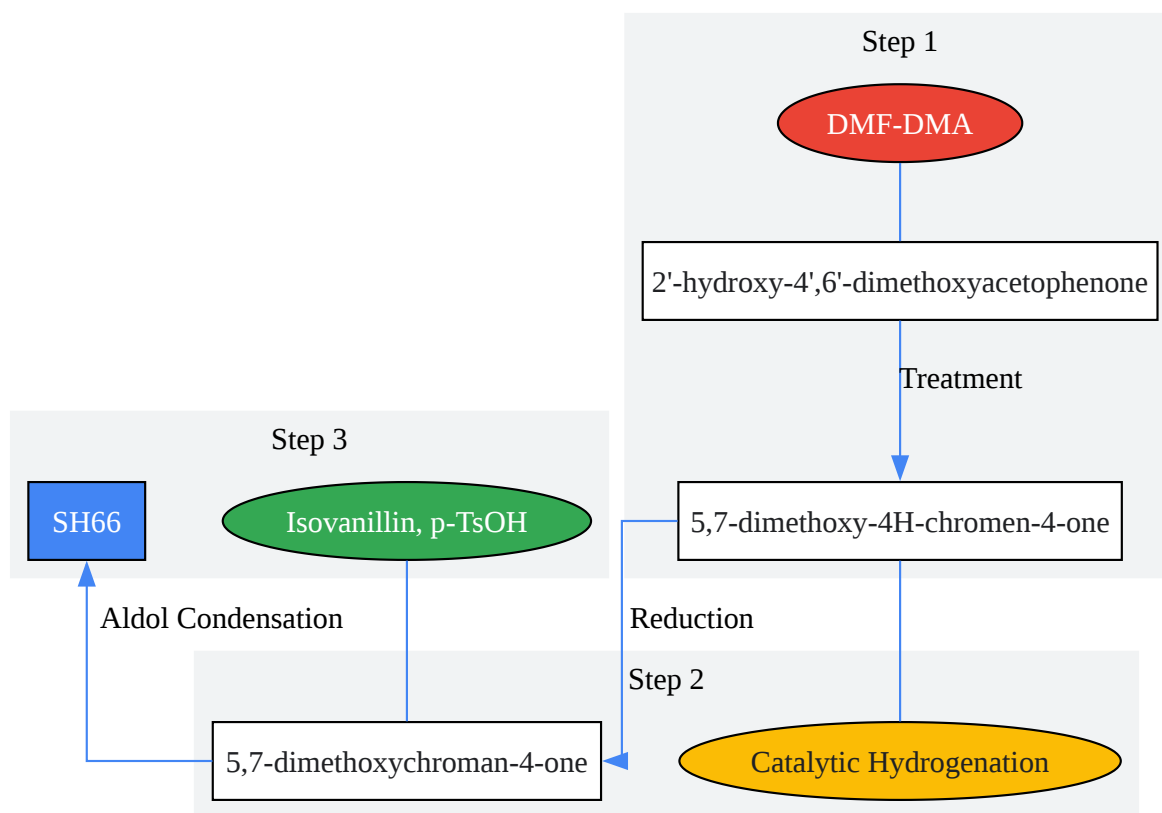 Step 1
DMF-DMA
2'-hydroxy-4',6'-dimethoxyacetophenone
Treatment
Step 3
SH66
Isovanillin, p-TsOH
5,7-dimethoxy-4H-chromen-4-one
Aldol Condensation
Reduction
Step 2
5,7-dimethoxychroman-4-one
Catalytic Hydrogenation